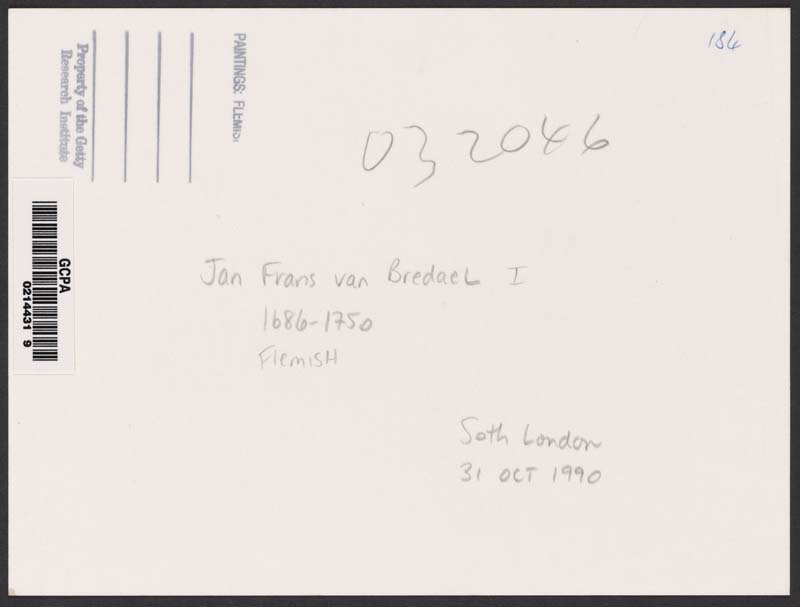 184
PAINTINGS: FLEMISH
Property of the Getty
Research Institute
032046
GCPA
0214431 9
Jan Frans van Bredael I
1686-1750
FlemisH
Soth London
31 OCT 1990